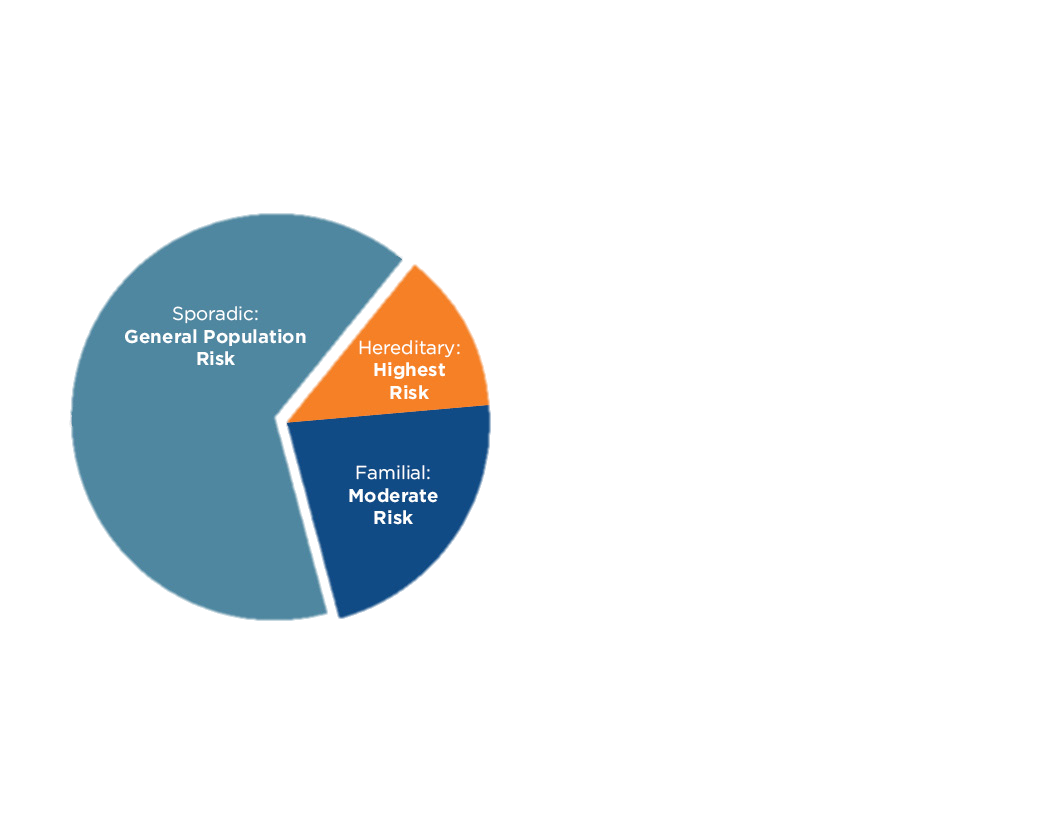 Sporadic:
General Population
Risk
Hereditary:
Highest
Risk
Familial:
Moderate
Risk